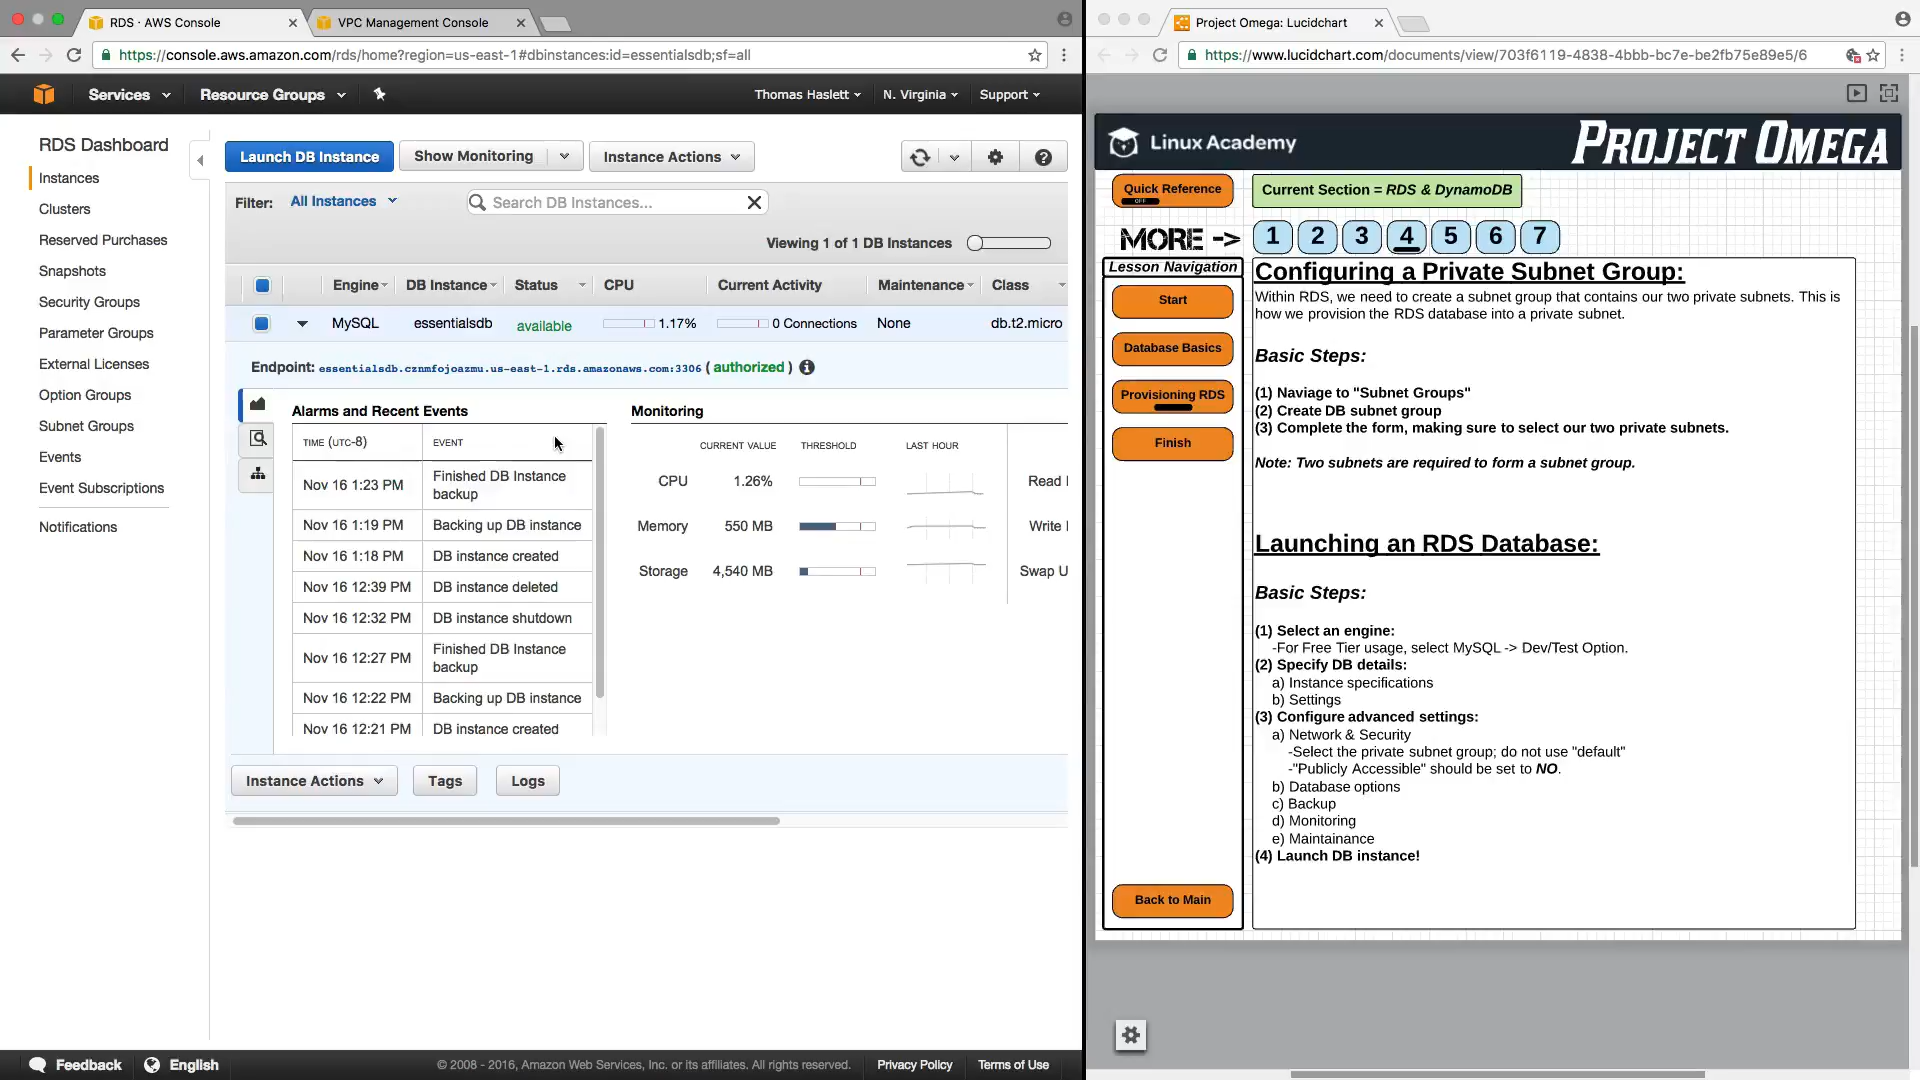 RDS · AWS Console
VPC Management Console
https://console.aws.amazon.com/rds/home?region=us-east-1#dbinstances:id=essentialsdb;sf=all
Services
Resource Groups
Thomas Haslett
N. Virginia
Support
RDS Dashboard
Instances
Clusters
Reserved Purchases
Snapshots
Security Groups
Parameter Groups
External Licenses
Option Groups
Subnet Groups
Events
Event Subscriptions
Notifications
Launch DB Instance
Show Monitoring
Instance Actions
Filter: All Instances
Search DB Instances...
Viewing 1 of 1 DB Instances
Engine DB Instance Status CPU Current Activity Maintenance Class
MySQL essentialsdb available 1.17% 0 Connections None db.t2.micro
Endpoint: essentialsdb.cznmfojoazmu.us-east-1.rds.amazonaws.com:3306 ( authorized )
Alarms and Recent Events
TIME (UTC-8) EVENT
Nov 16 1:23 PM Finished DB Instance
backup
Nov 16 1:19 PM Backing up DB instance
Nov 16 1:18 PM DB instance created
Nov 16 12:39 PM DB instance deleted
Nov 16 12:32 PM DB instance shutdown
Nov 16 12:27 PM Finished DB Instance
backup
Nov 16 12:22 PM Backing up DB instance
Nov 16 12:21 PM DB instance created
Monitoring
CURRENT VALUE THRESHOLD LAST HOUR
CPU 1.26% Read
Memory 550 MB Write
Storage 4,540 MB Swap U
Instance Actions
Tags
Logs
Feedback
English
© 2008 - 2016, Amazon Web Services, Inc. or its affiliates. All rights reserved.
Privacy Policy
Terms of Use
Project Omega: Lucidchart
https://www.lucidchart.com/documents/view/703f6119-4838-4bbb-bc7e-be2fb75e89e5/6
Linux Academy
PROJECT OMEGA
Quick Reference
OFF
Current Section = RDS & DynamoDB
MORE ->
1 2 3 4 5 6 7
Lesson Navigation
Start
Database Basics
Provisioning RDS
Finish
Back to Main
Configuring a Private Subnet Group:
Within RDS, we need to create a subnet group that contains our two private subnets. This is
how we provision the RDS database into a private subnet.
Basic Steps:
(1) Naviage to "Subnet Groups"
(2) Create DB subnet group
(3) Complete the form, making sure to select our two private subnets.
Note: Two subnets are required to form a subnet group.
Launching an RDS Database:
Basic Steps:
(1) Select an engine:
-For Free Tier usage, select MySQL -> Dev/Test Option.
(2) Specify DB details:
a) Instance specifications
b) Settings
(3) Configure advanced settings:
a) Network & Security
-Select the private subnet group; do not use "default"
-"Publicly Accessible" should be set to NO.
b) Database options
c) Backup
d) Monitoring
e) Maintainance
(4) Launch DB instance!